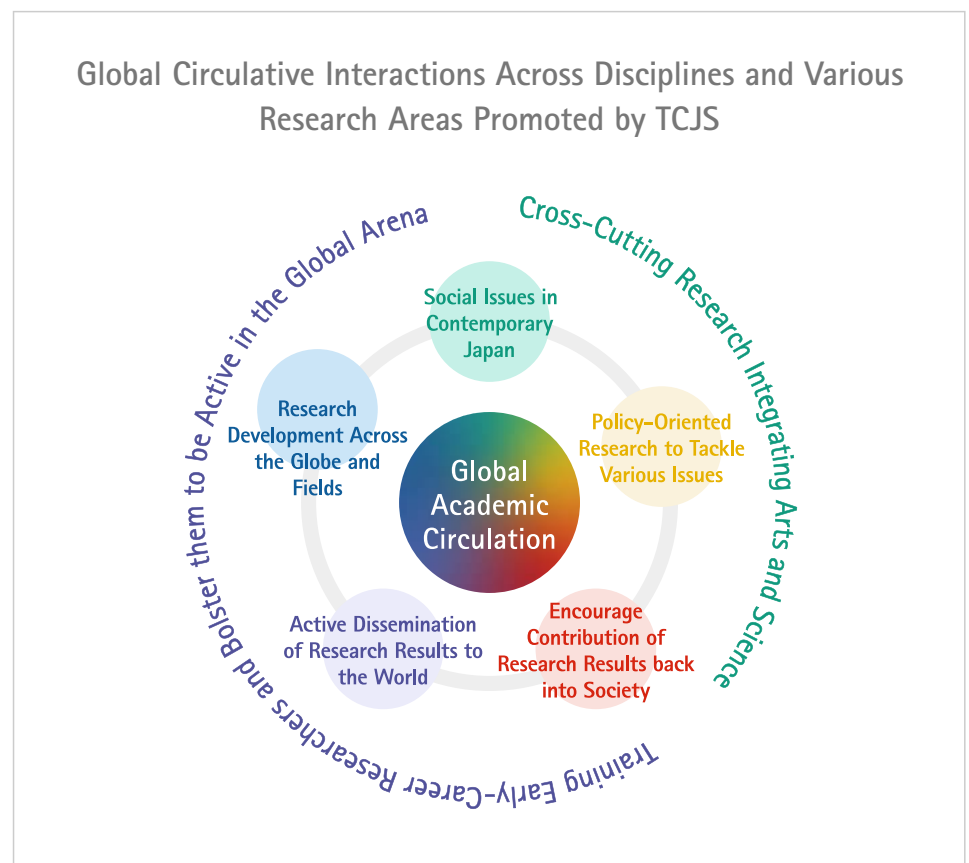 Global Circulative Interactions Across Disciplines and Various
Research Areas Promoted by TCJS
Cross-Cutting Research Integrating Arts and Science
Training Early-Career Researchers and Bolster them to be Active in the Global Arena
Social Issues in
Contemporary
Japan
Policy-Oriented
Research to Tackle
Various Issues
Encourage
Contribution of
Research Results back
into Society
Active Dissemination
of Research Results to
the World
Research
Development Across
the Globe and
Fields
Global
Academic
Circulation